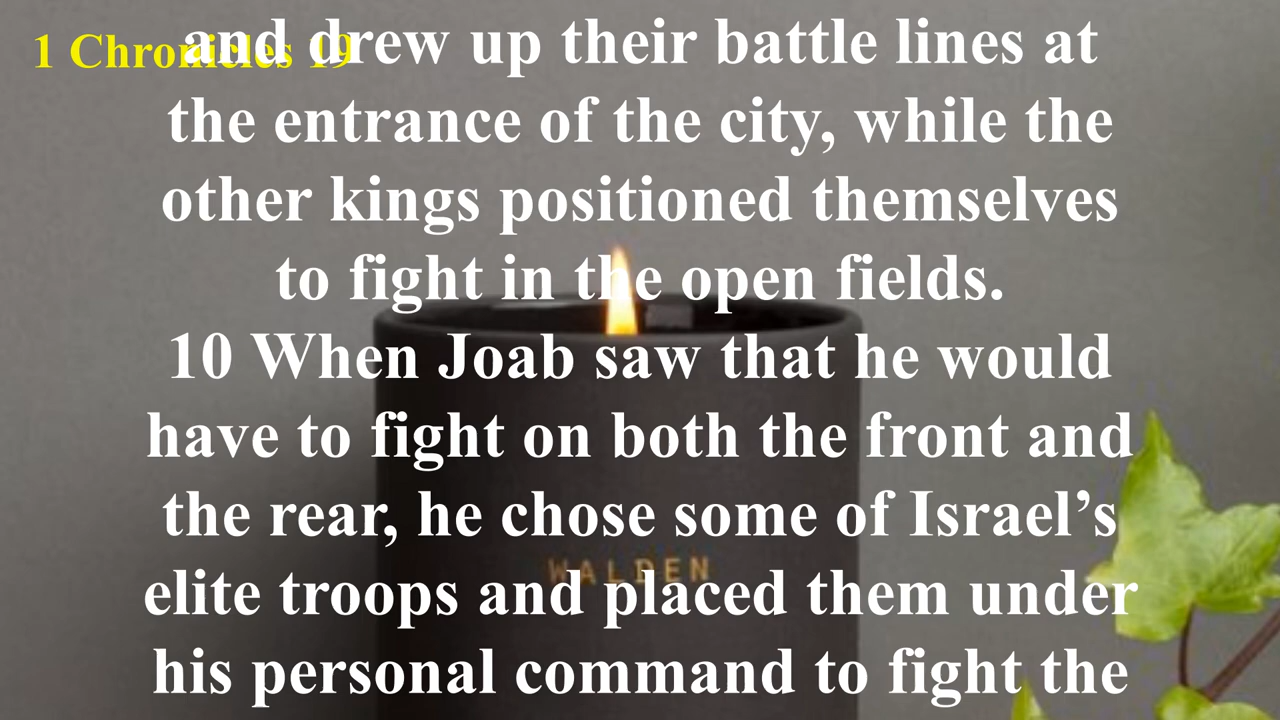 1 Chronicles 19
and drew up their battle lines at
the entrance of the city, while the
other kings positioned themselves
to fight in the open fields.
10 When Joab saw that he would
have to fight on both the front and
the rear, he chose some of Israel’s
elite troops and placed them under
his personal command to fight the
WALDEN